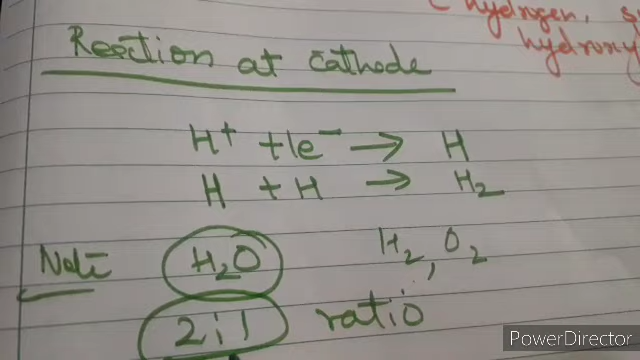 (hydrogen,
hydroxy
Reaction at cathode
H⁺ + 1e⁻ → H
H + H → H₂
Note H₂O H₂, O₂
2:1 ratio
PowerDirector